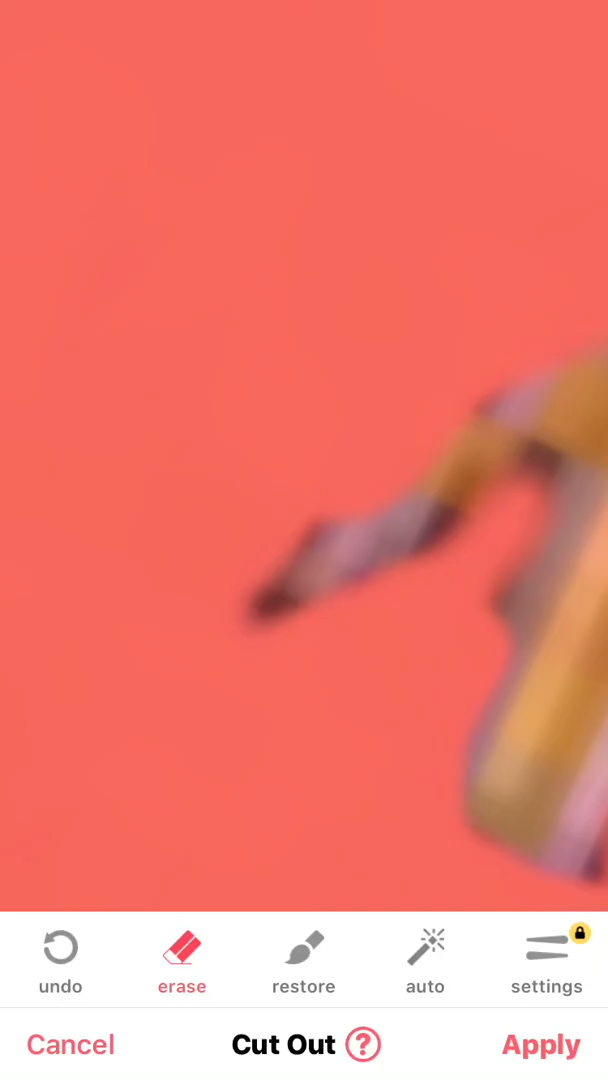 undo
erase
restore
auto
settings
Cancel
Cut Out ?
Apply